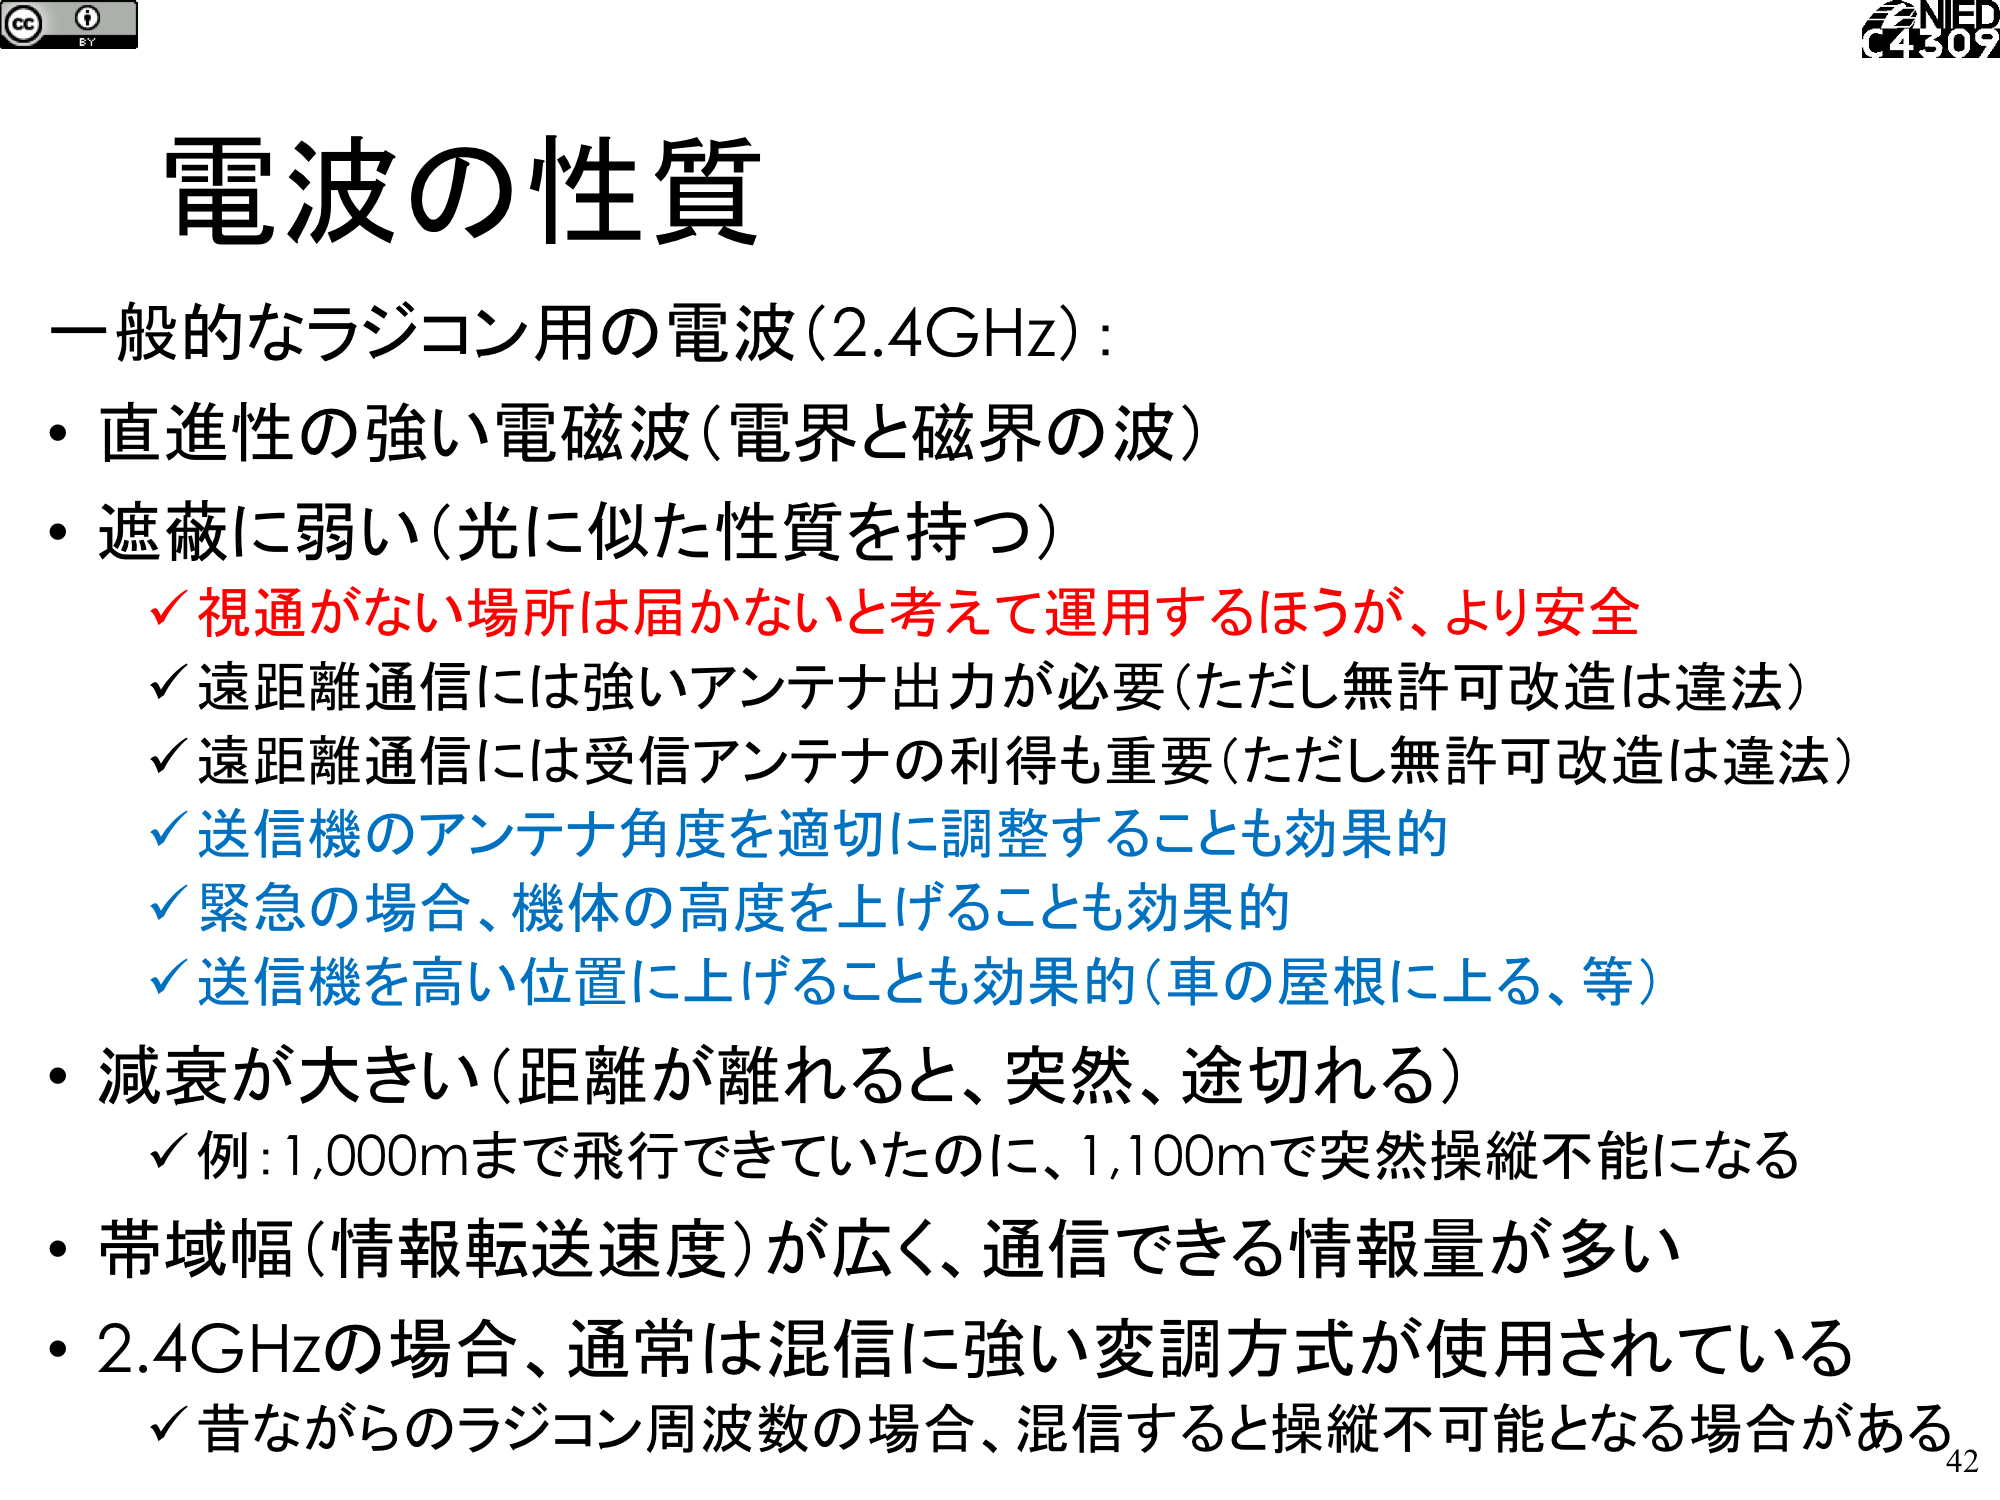 cc BY
NIED
C4309
電波の性質
一般的なラジコン用の電波（2.4GHz）：
• 直進性の強い電磁波（電界と磁界の波）
• 遮蔽に弱い（光に似た性質を持つ）
✓視通がない場所は届かないと考えて運用するほうが、より安全
✓遠距離通信には強いアンテナ出力が必要（ただし無許可改造は違法）
✓遠距離通信には受信アンテナの利得も重要（ただし無許可改造は違法）
✓送信機のアンテナ角度を適切に調整することも効果的
✓緊急の場合、機体の高度を上げることも効果的
✓送信機を高い位置に上げることも効果的（車の屋根に上る、等）
• 減衰が大きい（距離が離れると、突然、途切れる）
✓例：1,000mまで飛行できていたのに、1,100mで突然操縦不能になる
• 帯域幅（情報転送速度）が広く、通信できる情報量が多い
• 2.4GHzの場合、通常は混信に強い変調方式が使用されている
✓昔ながらのラジコン周波数の場合、混信すると操縦不可能となる場合がある
42